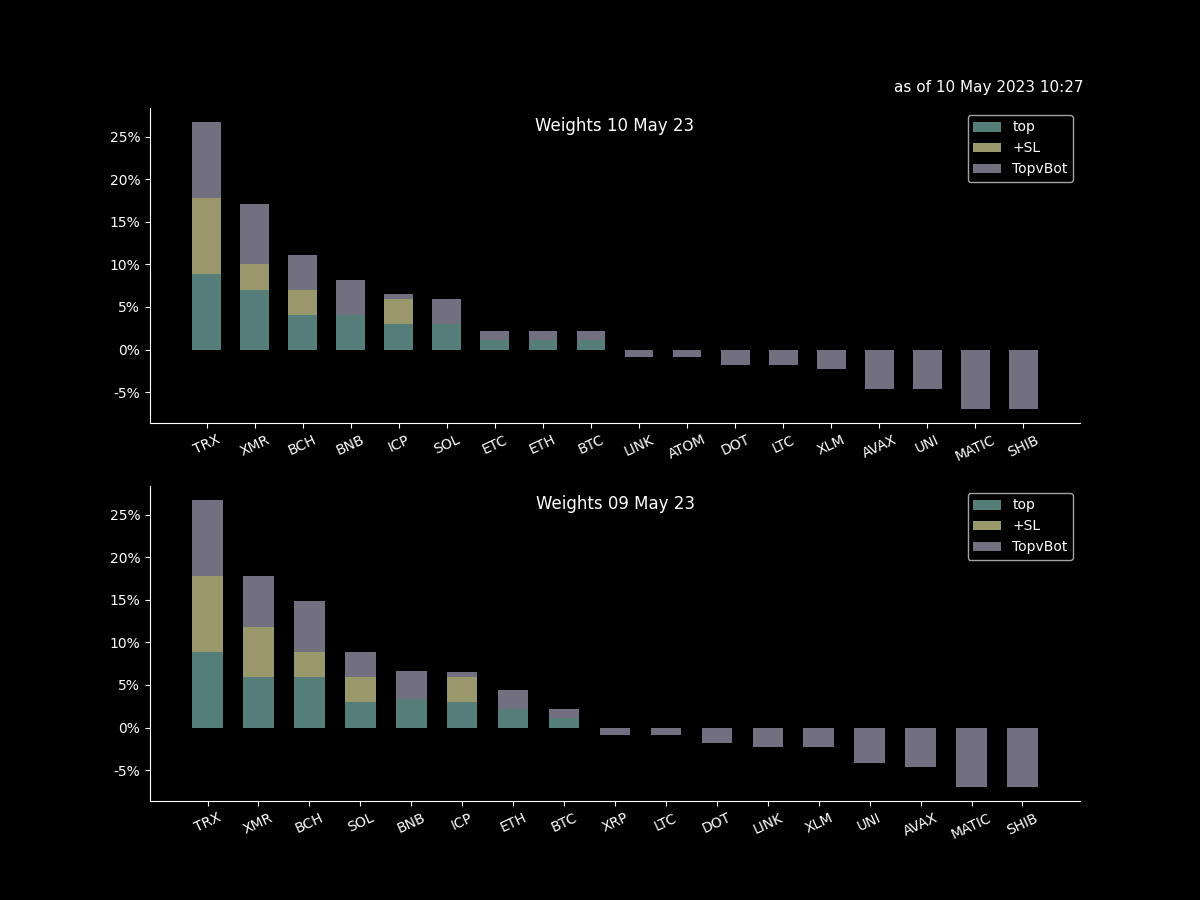 as of 10 May 2023 10:27
Weights 10 May 23
top
+SL
TopvBot
25%
20%
15%
10%
5%
0%
-5%
TRX XMR BCH BNB ICP SOL ETC ETH BTC LINK ATOM DOT LTC XLM AVAX UNI MATIC SHIB
Weights 09 May 23
top
+SL
TopvBot
25%
20%
15%
10%
5%
0%
-5%
TRX XMR BCH SOL BNB ICP ETH BTC XRP LTC DOT LINK XLM UNI AVAX MATIC SHIB